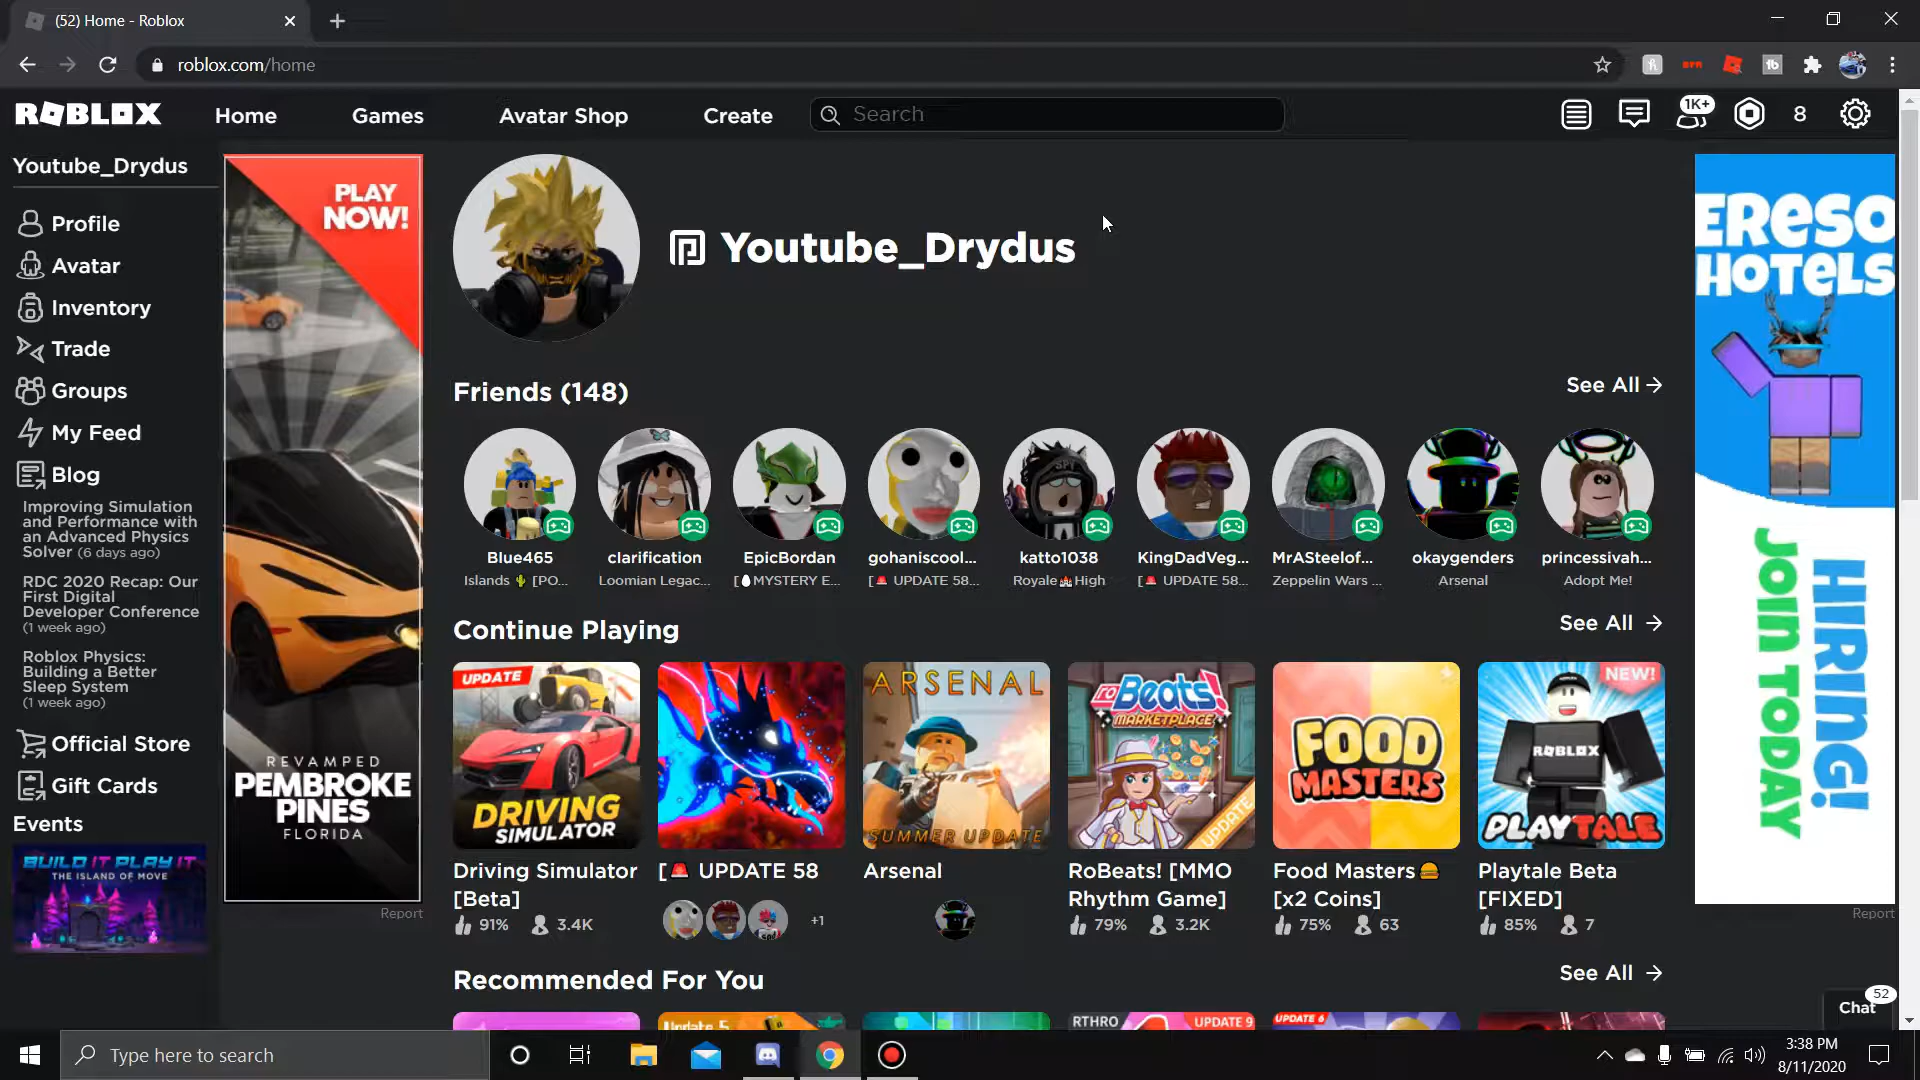 (52) Home - Roblox
roblox.com/home
ROBLOX
Home
Games
Avatar Shop
Create
Search
1K+
8
Youtube_Drydus
Profile
Avatar
Inventory
Trade
Groups
My Feed
Blog
Improving Simulation
and Performance with
an Advanced Physics
Solver (6 days ago)
RDC 2020 Recap: Our
First Digital
Developer Conference
(1 week ago)
Roblox Physics:
Building a Better
Sleep System
(1 week ago)
Official Store
Gift Cards
Events
BUILD IT PLAY IT
THE ISLAND OF MOVE
PLAY
NOW!
REVAMPED
PEMBROKE
PINES
FLORIDA
Report
Youtube_Drydus
Friends (148)
See All
Blue465
Islands 🌵 [PO...
clarification
Loomian Legac...
EpicBordan
[🥚MYSTERY E...
gohaniscool...
[🚨 UPDATE 58...
katto1038
SPY
Royale🏰High
KingDadVeg...
[🚨 UPDATE 58...
MrASteelof...
Zeppelin Wars ...
okaygenders
Arsenal
princessivah...
Adopt Me!
Continue Playing
See All
UPDATE
DRIVING
SIMULATOR
Driving Simulator
[Beta]
91% 3.4K
[🚨 UPDATE 58
+1
ARSENAL
SUMMER UPDATE
Arsenal
roBeats!
MARKETPLACE
UPDATE
RoBeats! [MMO
Rhythm Game]
79% 3.2K
FOOD
MASTERS
Food Masters🍔
[x2 Coins]
75% 63
NEW!
ROBLOX
PLAYTALE
Playtale Beta
[FIXED]
85% 7
Recommended For You
See All
Update 5
RTHRO
UPDATE 9
UPDATE 6
ERESO
HOTELS
HIRING!
JOIN TODAY
Report
Chat
52
Type here to search
3:38 PM
8/11/2020